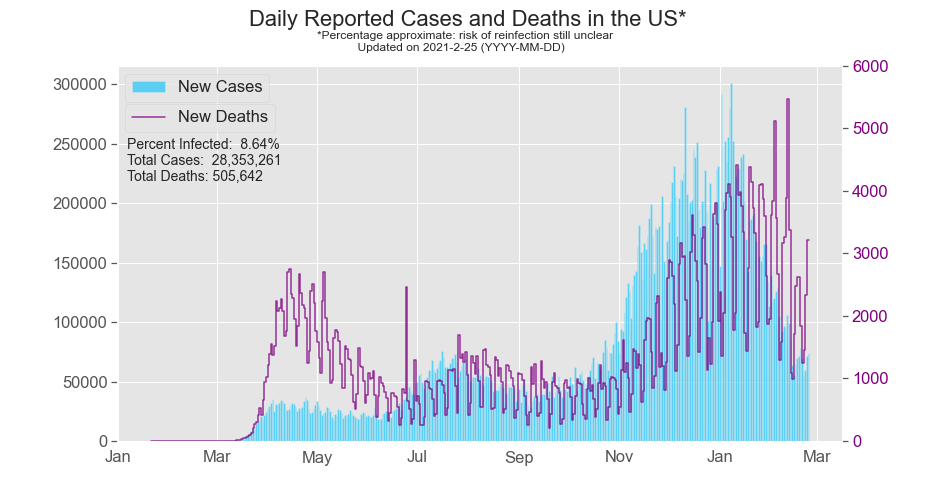 Daily Reported Cases and Deaths in the US*
*Percentage approximate: risk of reinfection still unclear
Updated on 2021-2-25 (YYYY-MM-DD)
New Cases
New Deaths
Percent Infected: 8.64%
Total Cases: 28,353,261
Total Deaths: 505,642
300000
250000
200000
150000
100000
50000
0
6000
5000
4000
3000
2000
1000
0
Jan Mar May Jul Sep Nov Jan Mar